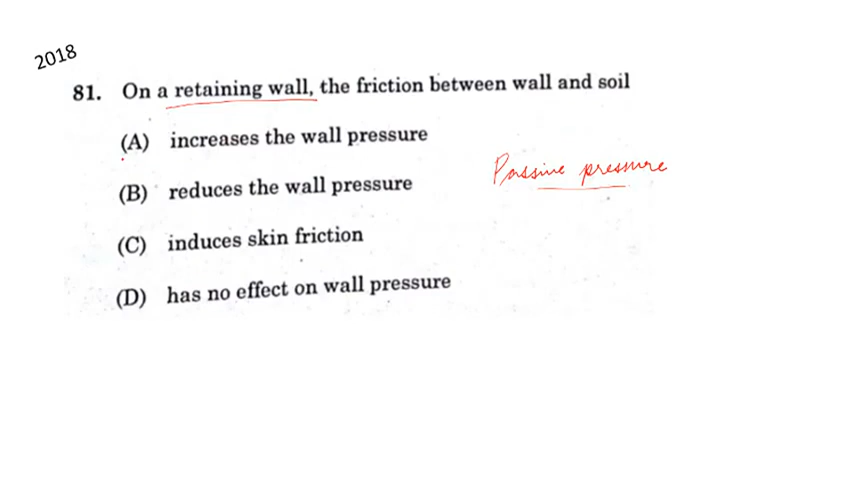 2018
81. On a retaining wall, the friction between wall and soil
(A) increases the wall pressure
Passive pressure
(B) reduces the wall pressure
(C) induces skin friction
(D) has no effect on wall pressure